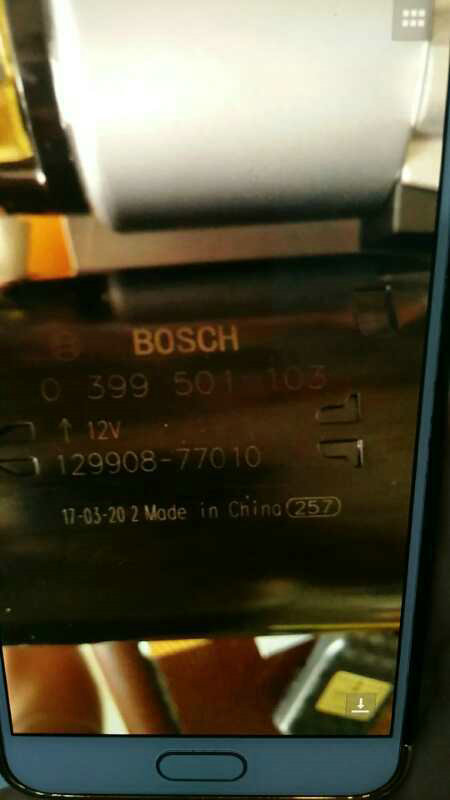 BOSCH
0 399 501 103
↑ 12V
129908-77010
17-03-20 2 Made in China 257